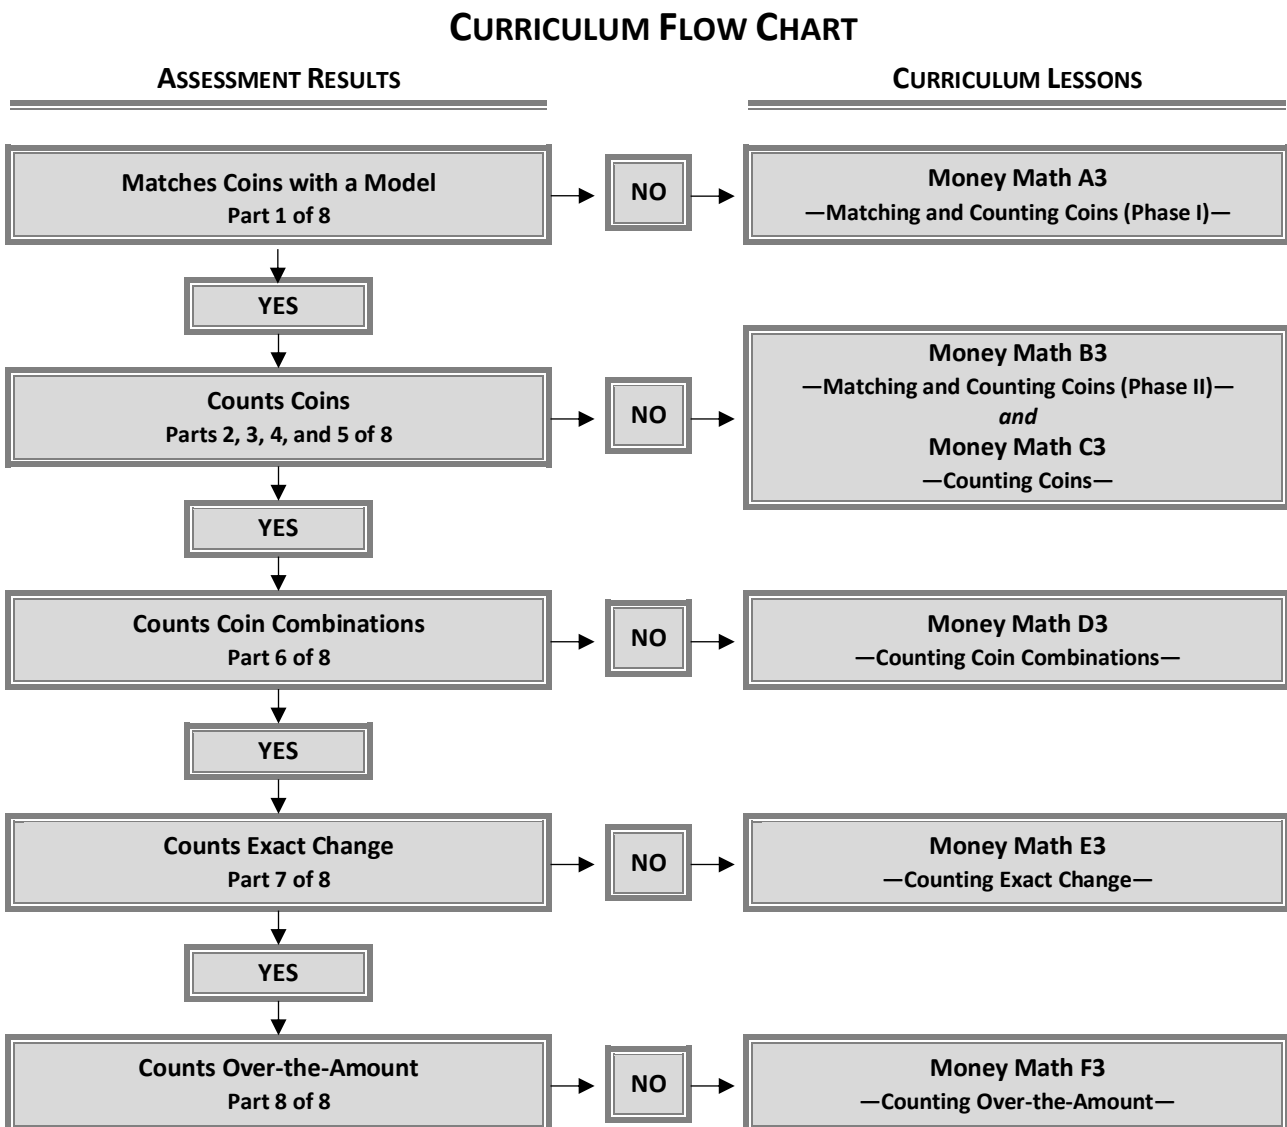 CURRICULUM FLOW CHART
ASSESSMENT RESULTS
CURRICULUM LESSONS
Matches Coins with a Model
Part 1 of 8
NO
Money Math A3
—Matching and Counting Coins (Phase I)—
YES
Counts Coins
Parts 2, 3, 4, and 5 of 8
NO
Money Math B3
—Matching and Counting Coins (Phase II)—
and
Money Math C3
—Counting Coins—
YES
Counts Coin Combinations
Part 6 of 8
NO
Money Math D3
—Counting Coin Combinations—
YES
Counts Exact Change
Part 7 of 8
NO
Money Math E3
—Counting Exact Change—
YES
Counts Over-the-Amount
Part 8 of 8
NO
Money Math F3
—Counting Over-the-Amount—